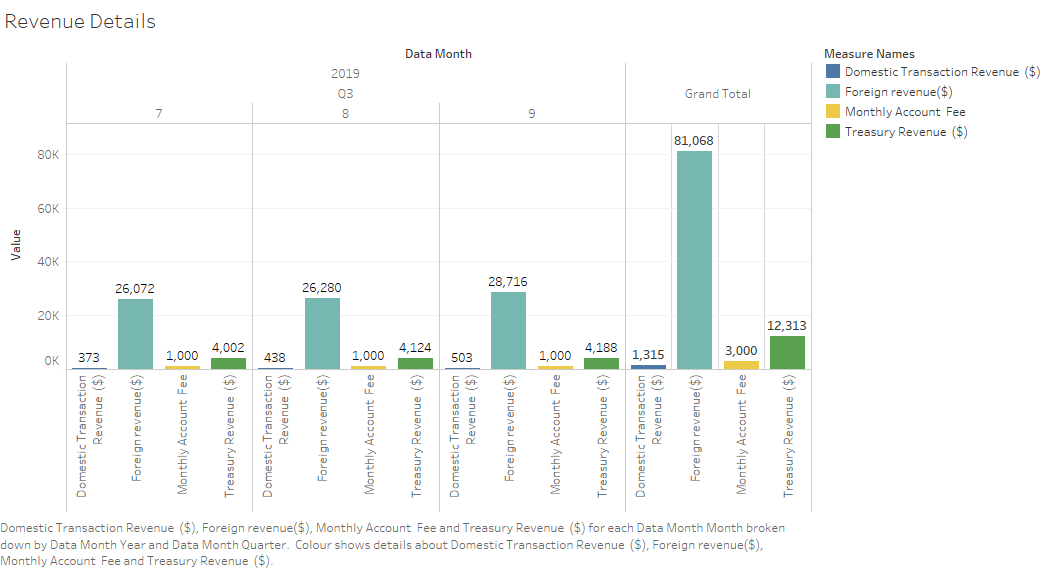 Revenue Details
Data Month
Measure Names
2019
Domestic Transaction Revenue ($)
Q3
Grand Total
Foreign revenue($)
7
8
9
Monthly Account Fee
Treasury Revenue ($)
Value
80K
60K
40K
20K
0K
373
26,072
1,000
4,002
438
26,280
1,000
4,124
503
28,716
1,000
4,188
1,315
81,068
3,000
12,313
Domestic Transaction
Revenue ($)
Foreign revenue($)
Monthly Account Fee
Treasury Revenue ($)
Domestic Transaction
Revenue ($)
Foreign revenue($)
Monthly Account Fee
Treasury Revenue ($)
Domestic Transaction
Revenue ($)
Foreign revenue($)
Monthly Account Fee
Treasury Revenue ($)
Domestic Transaction
Revenue ($)
Foreign revenue($)
Monthly Account Fee
Treasury Revenue ($)
Domestic Transaction Revenue ($), Foreign revenue($), Monthly Account Fee and Treasury Revenue ($) for each Data Month Month broken
down by Data Month Year and Data Month Quarter. Colour shows details about Domestic Transaction Revenue ($), Foreign revenue($),
Monthly Account Fee and Treasury Revenue ($).